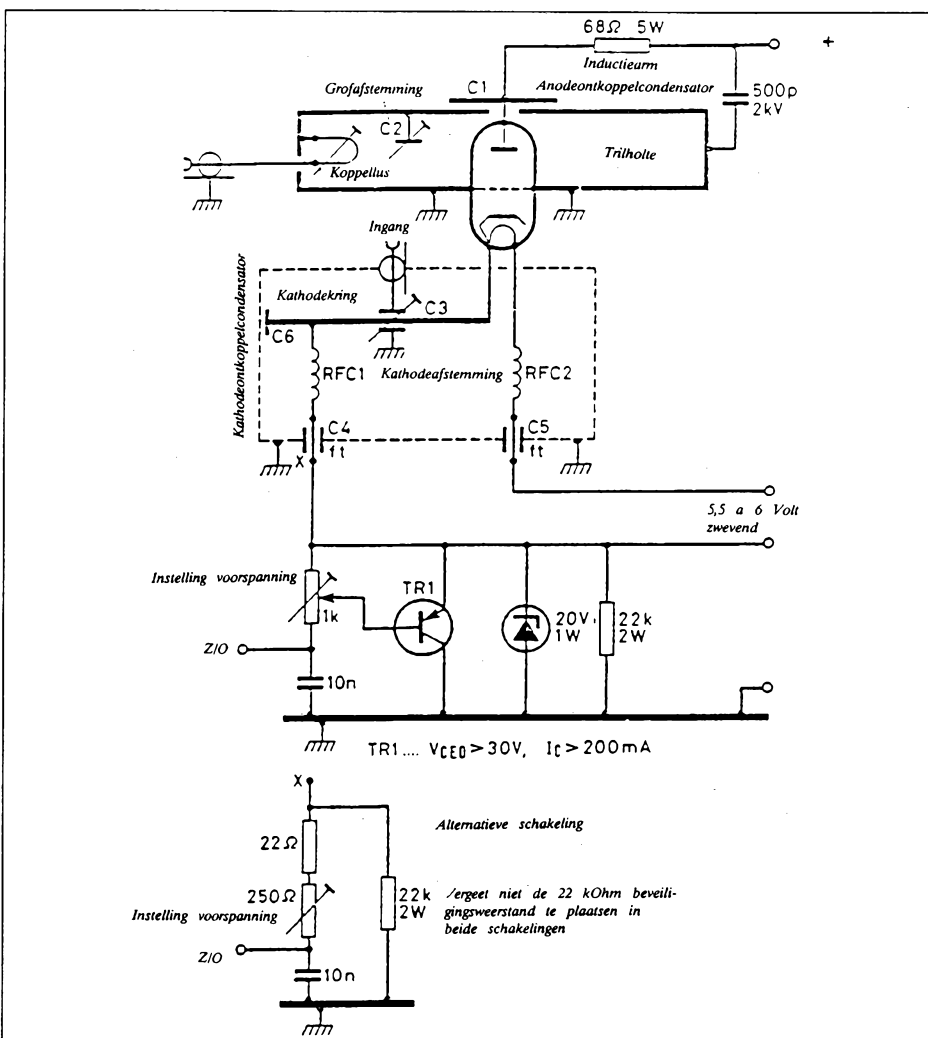 68Ω 5W
+
Inductiearm
C1
Anodeontkoppelcondensator
500p
2kV
Grofafstemming
C2
Koppellus
Trilholte
Ingang
Kathodeontkoppelcondensator
Kathodekring
C3
C6
RFC1
Kathodeafstemming
RFC2
C4
ft
C5
ft
X
5,5 a 6 Volt
zwevend
Instelling voorspanning
1k
TR1
20V
1W
22k
2W
Z/O
10n
TR1.... VCEO>30V, IC>200mA
X
Alternatieve schakeling
22Ω
250Ω
Instelling voorspanning
22k
2W
/ergeet niet de 22 kOhm beveili-
gingsweerstand te plaatsen in
beide schakelingen
Z/O
10n